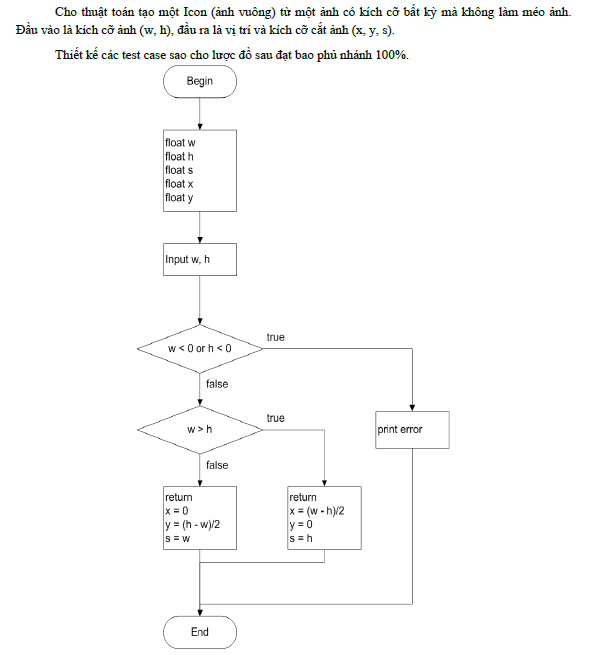 Cho thuật toán tạo một Icon (ảnh vuông) từ một ảnh có kích cỡ bất kỳ mà không làm méo ảnh.
Đầu vào là kích cỡ ảnh (w, h), đầu ra là vị trí và kích cỡ cắt ảnh (x, y, s).
Thiết kế các test case sao cho lược đồ sau đạt bao phủ nhánh 100%.
Begin
float w
float h
float s
float x
float y
Input w, h
true
w < 0 or h < 0
false
true
w > h
print error
false
return
x = 0
y = (h - w)/2
s = w
return
x = (w - h)/2
y = 0
s = h
End